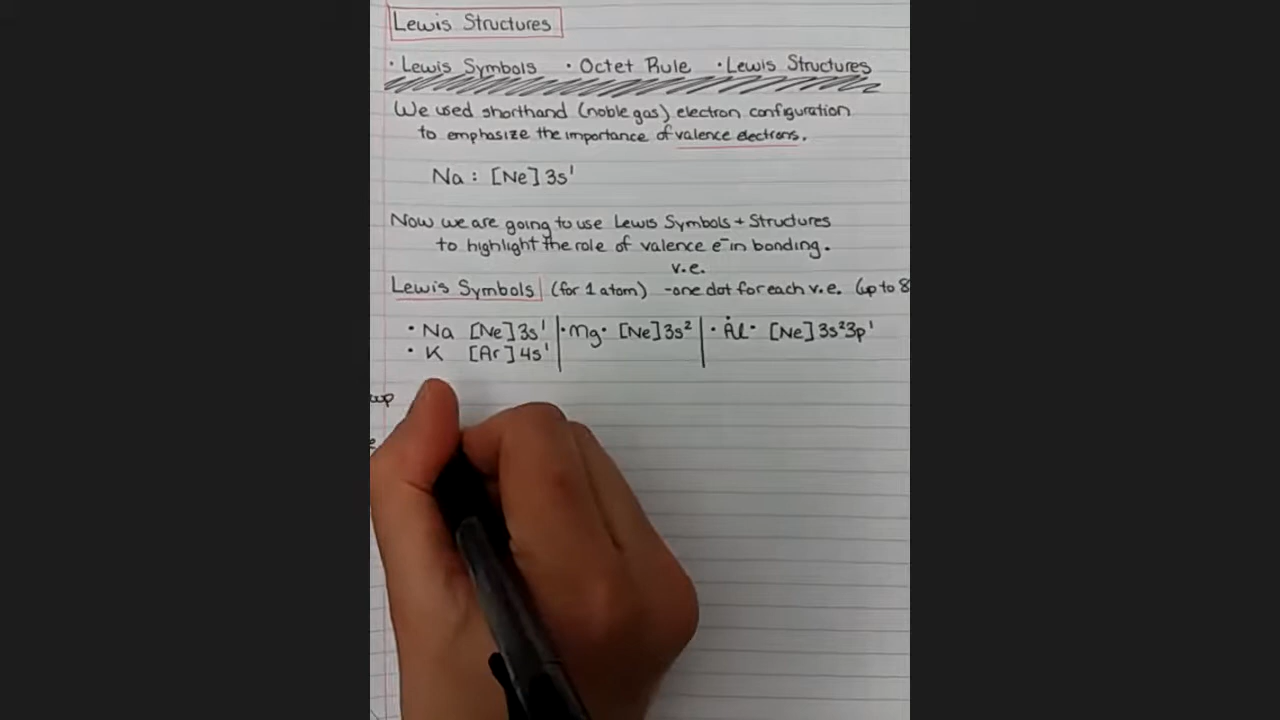 Lewis Structures
• Lewis Symbols • Octet Rule • Lewis Structures
We used shorthand (noble gas) electron configuration
to emphasize the importance of valence electrons.
Na : [Ne] 3s¹
Now we are going to use Lewis Symbols + Structures
to highlight the role of valence e⁻ in bonding.
v.e.
Lewis Symbols (for 1 atom) - one dot for each v.e. (up to 8
• Na [Ne] 3s¹ | •Mg• [Ne] 3s² | • Ȧl • [Ne] 3s²3p¹
• K [Ar] 4s¹